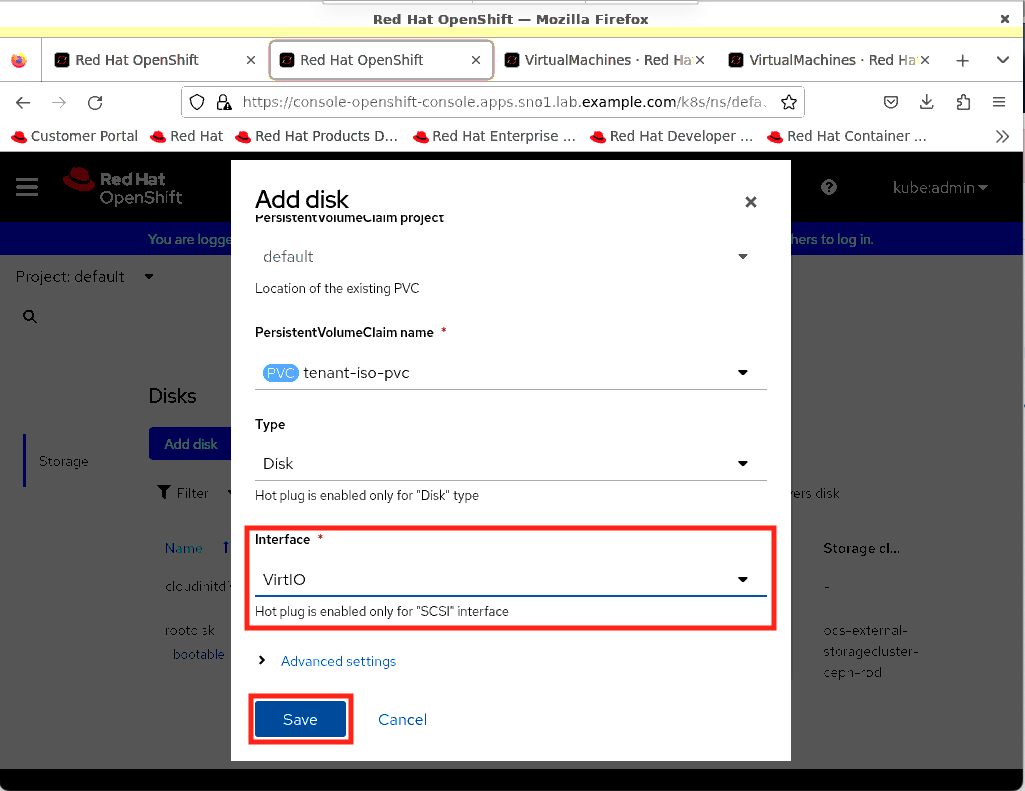 Red Hat OpenShift — Mozilla Firefox
Red Hat OpenShift
Red Hat OpenShift
VirtualMachines · Red Ha
VirtualMachines · Red Ha
https://console-openshift-console.apps.sno1.lab.example.com/k8s/ns/defa
Customer Portal
Red Hat
Red Hat Products D...
Red Hat Enterprise ...
Red Hat Developer ...
Red Hat Container ...
Red Hat
OpenShift
kube:admin
You are logge
hers to log in.
Project: default
Disks
Add disk
Storage
Filter
vers disk
Name
Storage cl...
cloudinitdis
-
rootdisk
bootable
ocs-external-
storagecluster-
ceph-rbd
Add disk
PersistentVolumeClaim project
default
Location of the existing PVC
PersistentVolumeClaim name *
PVC tenant-iso-pvc
Type
Disk
Hot plug is enabled only for "Disk" type
Interface *
VirtIO
Hot plug is enabled only for "SCSI" interface
Advanced settings
Save
Cancel